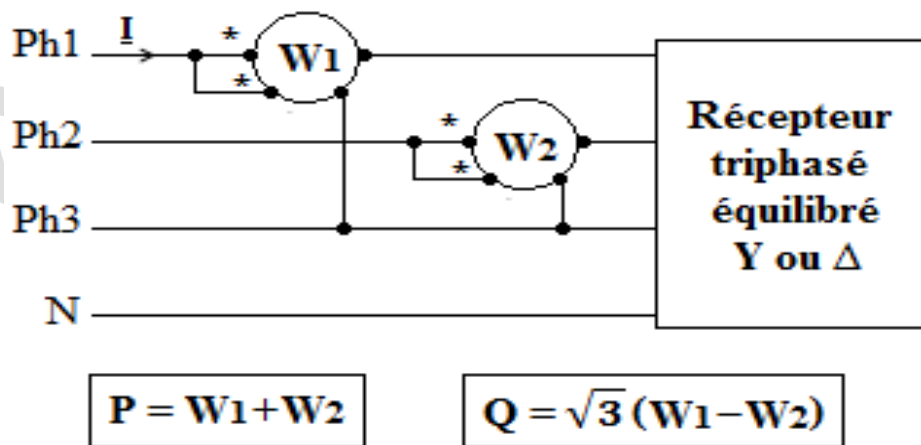 Ph1 I * W1
*
Ph2 * W2
*
Ph3
N
Récepteur
triphasé
équilibré
Y ou Δ
P = W1+W2
Q = √3 (W1−W2)